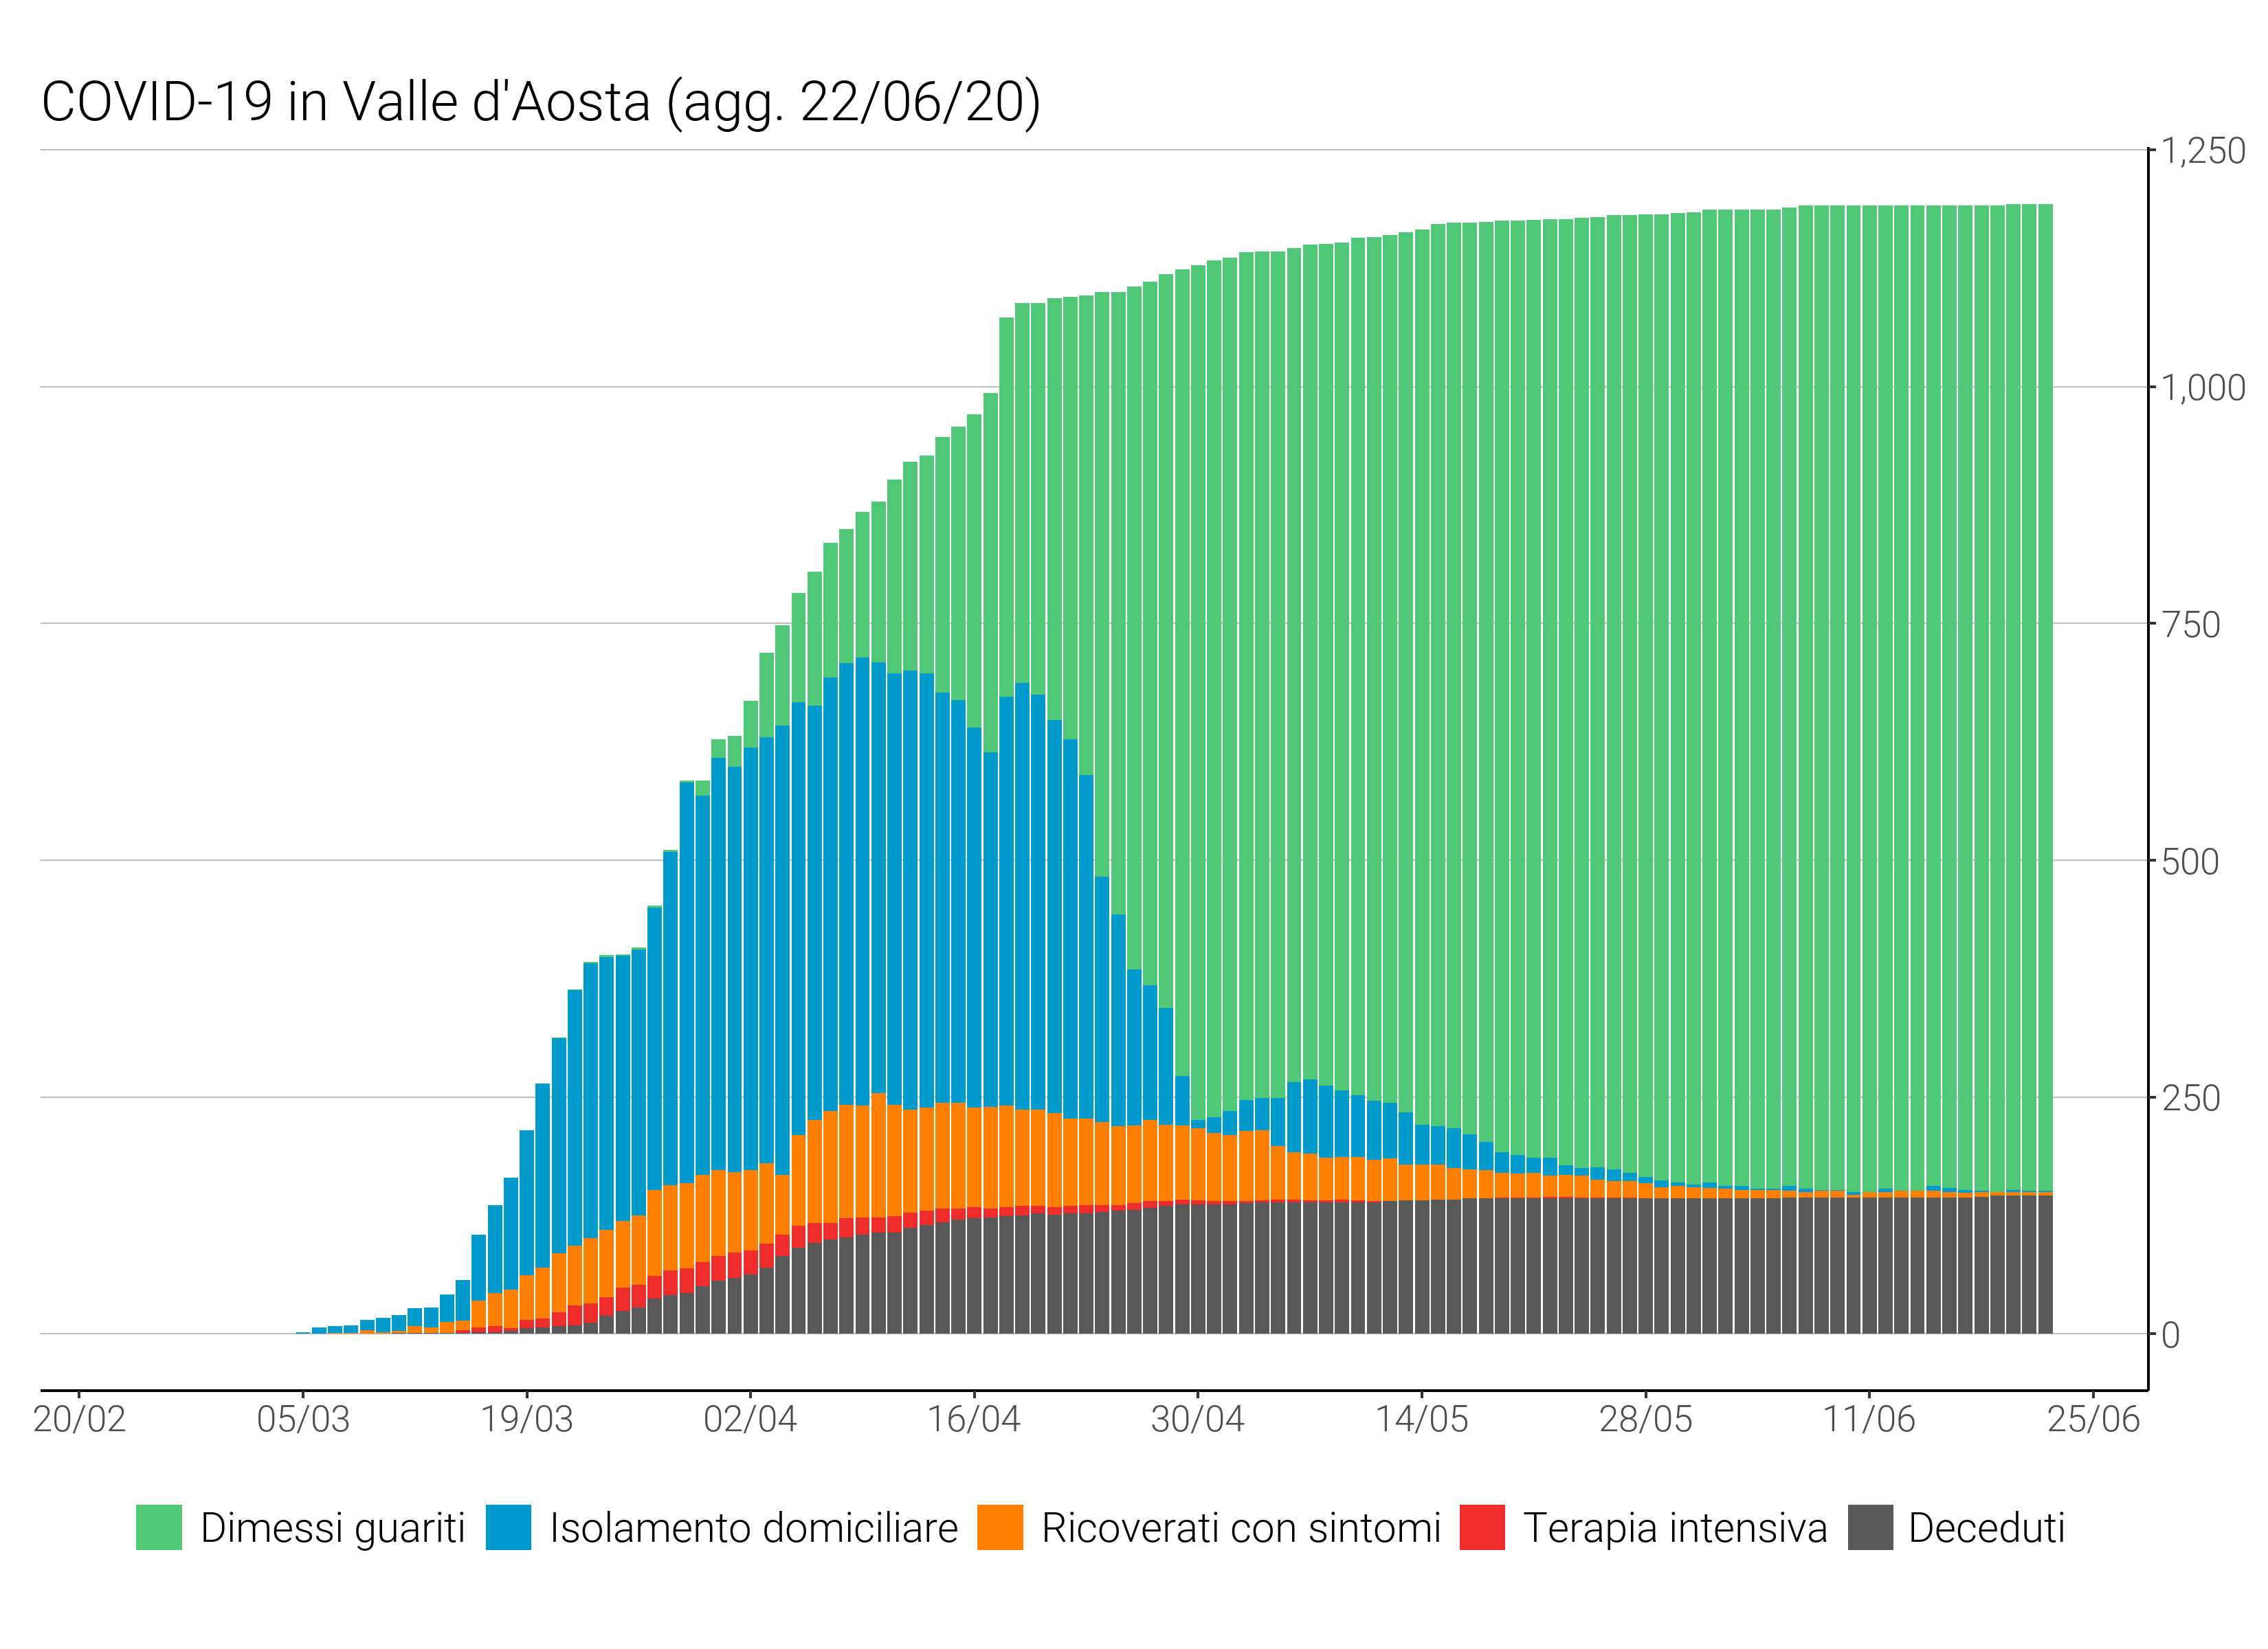 COVID-19 in Valle d'Aosta (agg. 22/06/20)
1,250
1,000
750
500
250
0
20/02 05/03 19/03 02/04 16/04 30/04 14/05 28/05 11/06 25/06
Dimessi guariti Isolamento domiciliare Ricoverati con sintomi Terapia intensiva Deceduti